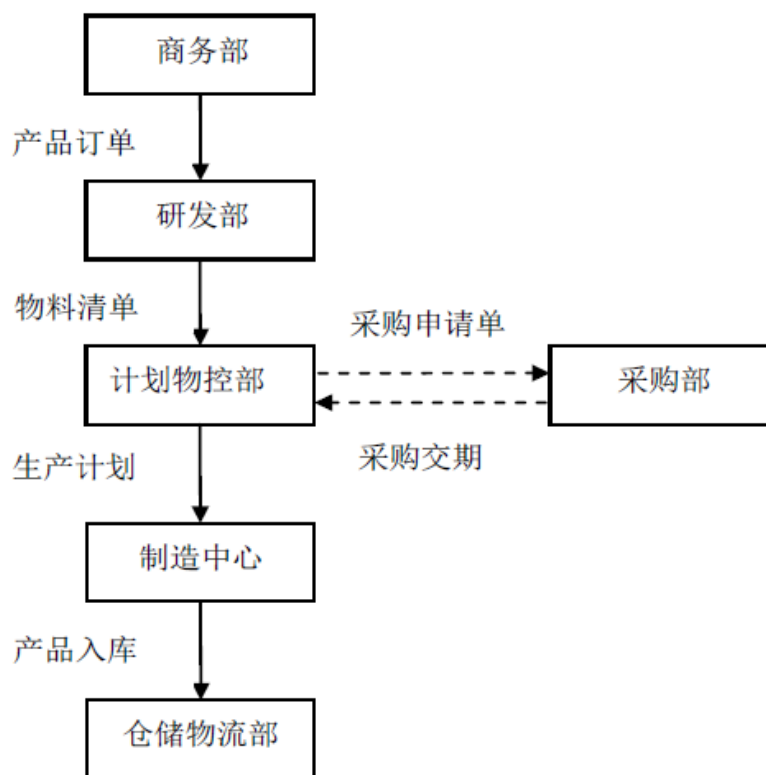 商务部
产品订单
研发部
物料清单
采购申请单
计划物控部
采购部
采购交期
生产计划
制造中心
产品入库
仓储物流部